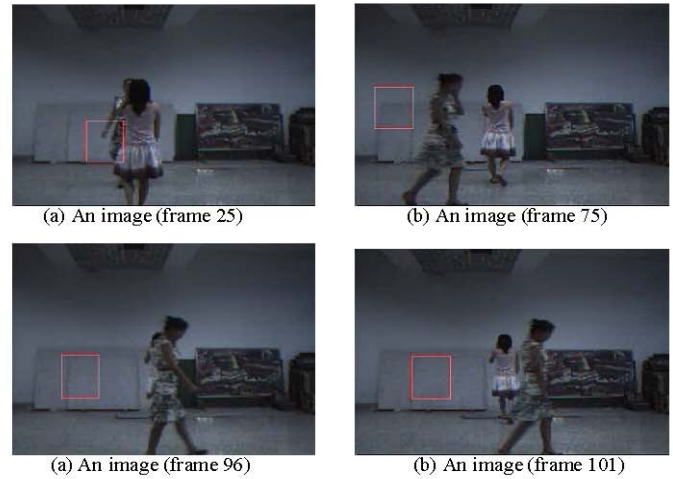 (a) An image (frame 25)
(b) An image (frame 75)
(a) An image (frame 96)
(b) An image (frame 101)